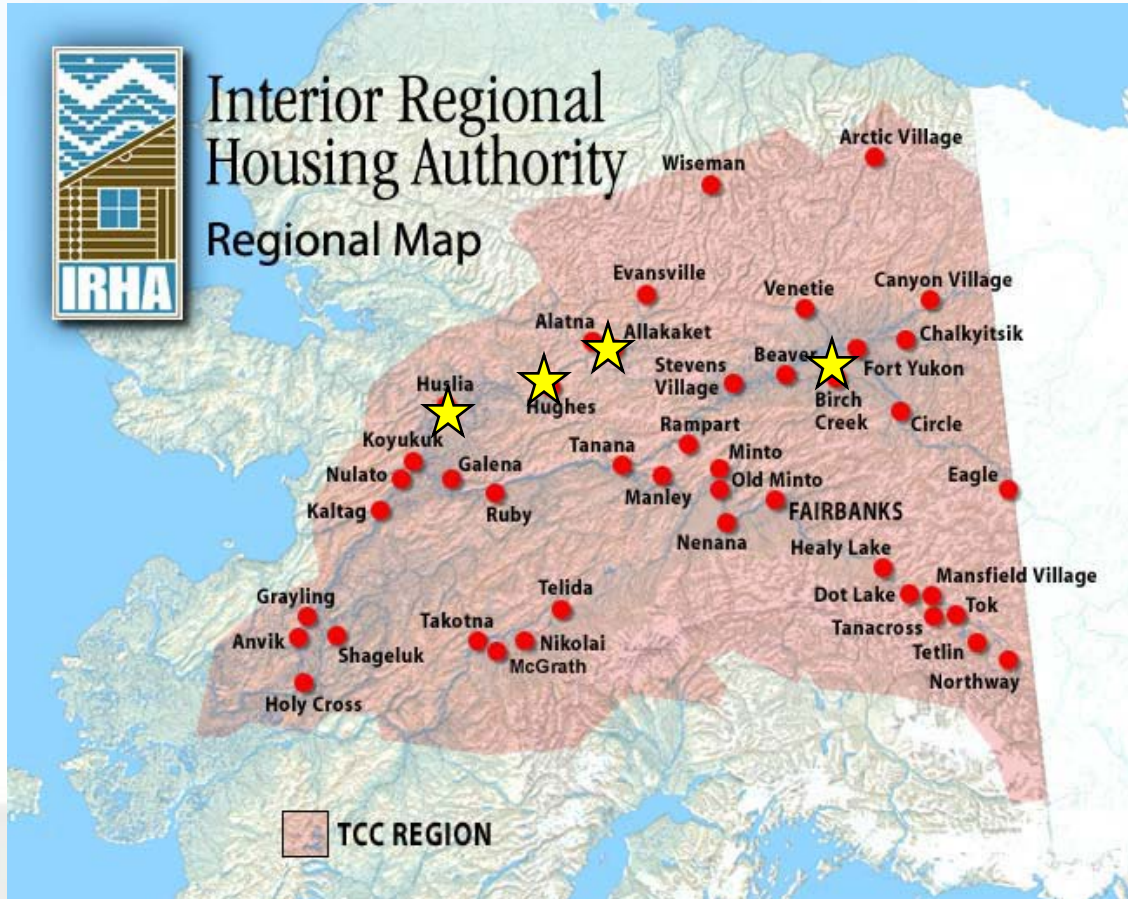 IRHA
Interior Regional
Housing Authority
Regional Map
Arctic Village
Wiseman
Evansville
Venetie
Canyon Village
Alatna
Allakaket
Chalkyitsik
Stevens
Village
Beaver
Fort Yukon
Huslia
Hughes
Birch
Creek
Circle
Koyukuk
Rampart
Tanana
Minto
Nulato
Galena
Old Minto
Eagle
Manley
Kaltag
Ruby
FAIRBANKS
Nenana
Healy Lake
Telida
Mansfield Village
Grayling
Dot Lake
Tok
Takotna
Tanacross
Anvik
Nikolai
Shageluk
McGrath
Tetlin
Northway
Holy Cross
TCC REGION